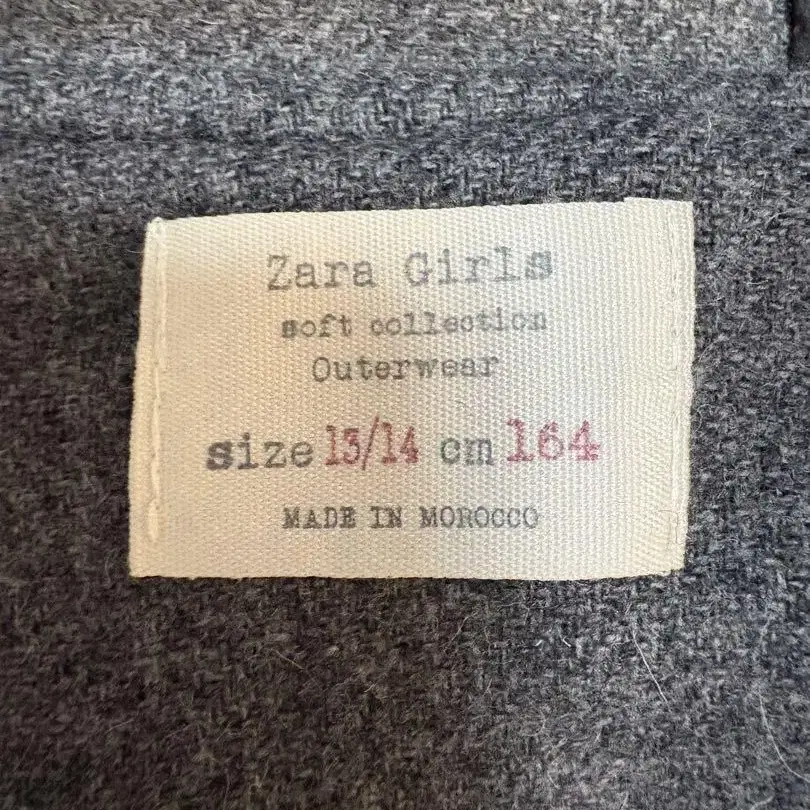 Zara Girls
soft collection
Outerwear
size 13/14 cm 164
MADE IN MOROCCO